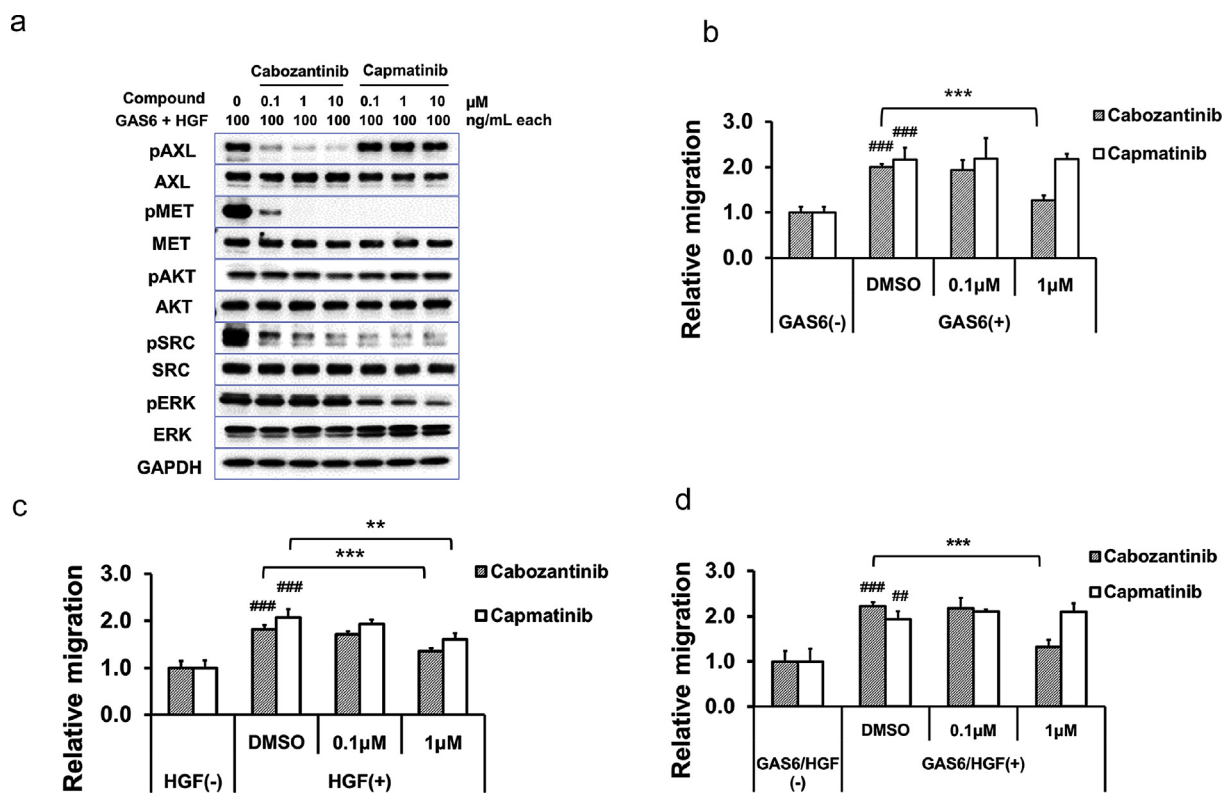 a
Cabozantinib Capmatinib
Compound 0 0.1 1 10 0.1 1 10 µM
GAS6 + HGF 100 100 100 100 100 100 100 ng/mL each
pAXL
AXL
pMET
MET
pAKT
AKT
pSRC
SRC
pERK
ERK
GAPDH
b
***
Cabozantinib
Capmatinib
### ###
Relative migration
3.0
2.0
1.0
0.0
DMSO 0.1µM 1µM
GAS6(-) GAS6(+)
c
**
***
Cabozantinib
Capmatinib
### ###
Relative migration
3.0
2.0
1.0
0.0
DMSO 0.1µM 1µM
HGF(-) HGF(+)
d
***
Cabozantinib
Capmatinib
### ##
Relative migration
3.0
2.0
1.0
0.0
DMSO 0.1µM 1µM
GAS6/HGF GAS6/HGF(+)
(-)